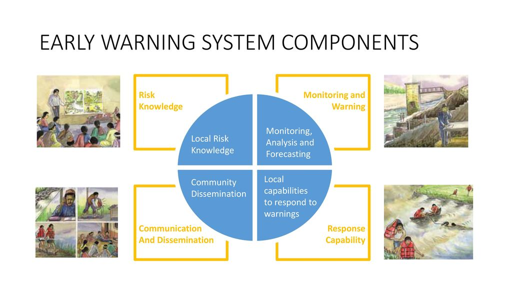 EARLY WARNING SYSTEM COMPONENTS
Risk
Knowledge
Monitoring and
Warning
Local Risk
Knowledge
Monitoring,
Analysis and
Forecasting
Community
Dissemination
Local
capabilities
to respond to
warnings
Communication
And Dissemination
Response
Capability